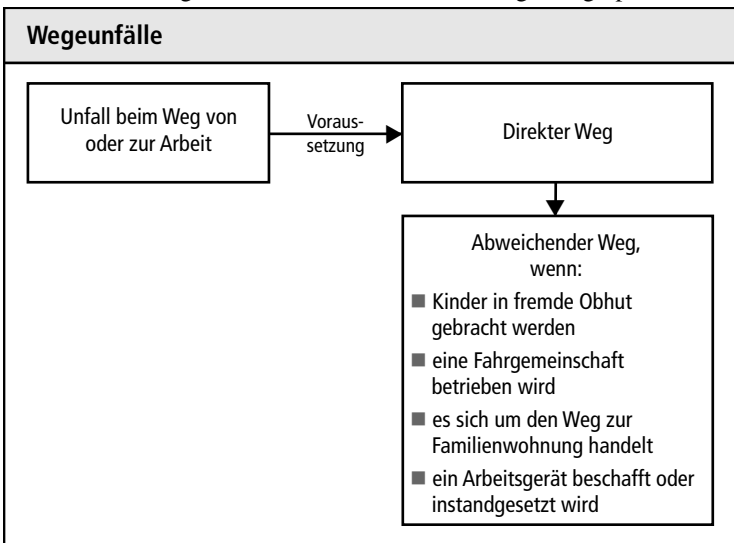 Wegeunfälle
Unfall beim Weg von
oder zur Arbeit
Voraus-
setzung
Direkter Weg
Abweichender Weg,
wenn:
■ Kinder in fremde Obhut
gebracht werden
■ eine Fahrgemeinschaft
betrieben wird
■ es sich um den Weg zur
Familienwohnung handelt
■ ein Arbeitsgerät beschafft oder
instandgesetzt wird